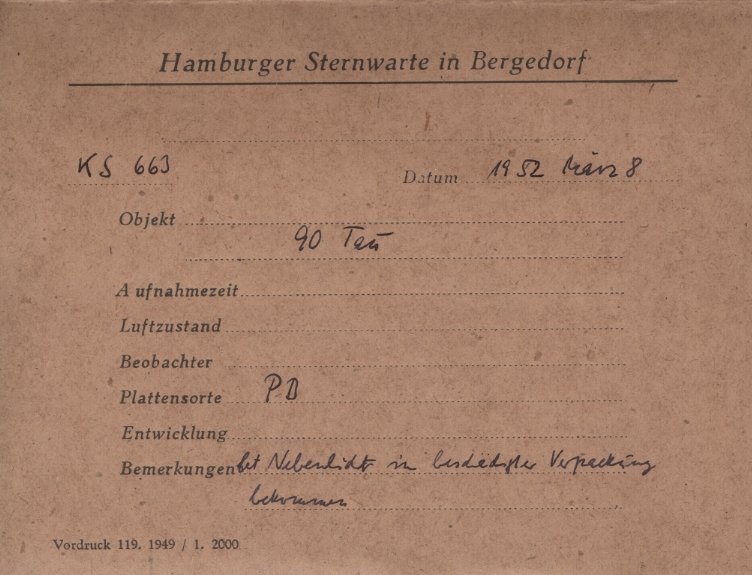 Hamburger Sternwarte in Bergedorf
KS 663 Datum 1952 März 8
Objekt
90 Tau
Aufnahmezeit
Luftzustand
Beobachter
Plattensorte PD
Entwicklung
Bemerkungen hat Nebenlicht in beschädigter Verpackung
bekommen
Vordruck 119. 1949 / 1. 2000